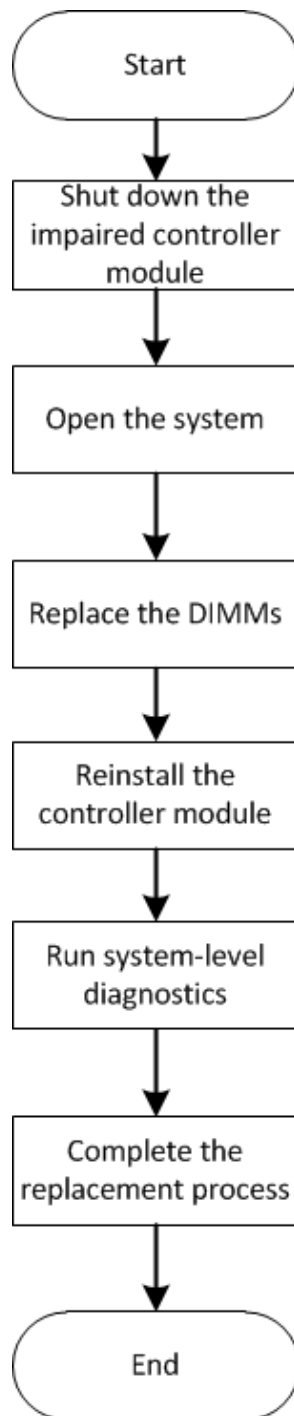 Start
Shut down the
impaired controller
module
Open the system
Replace the DIMMs
Reinstall the
controller module
Run system-level
diagnostics
Complete the
replacement process
End